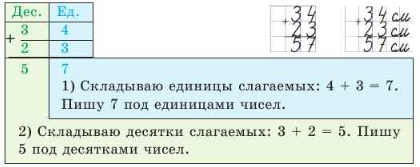 Дес. Ед.
+ 3 4
2 3
5 7
+ 34
23
57
+ 34 см
23 см
57 см
1) Складываю единицы слагаемых: 4 + 3 = 7.
Пишу 7 под единицами чисел.
2) Складываю десятки слагаемых: 3 + 2 = 5. Пишу
5 под десятками чисел.